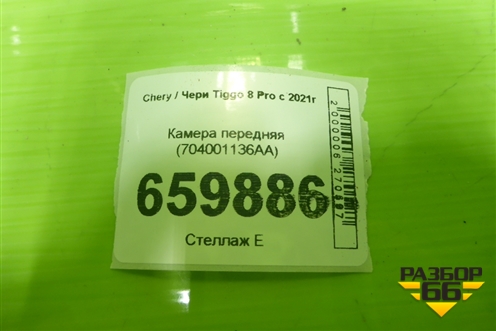 Chery / Чери Tiggo 8 Pro с 2021г
Камера передняя
(704001136AA)
659886
Стеллаж Е
РАЗБОР
66